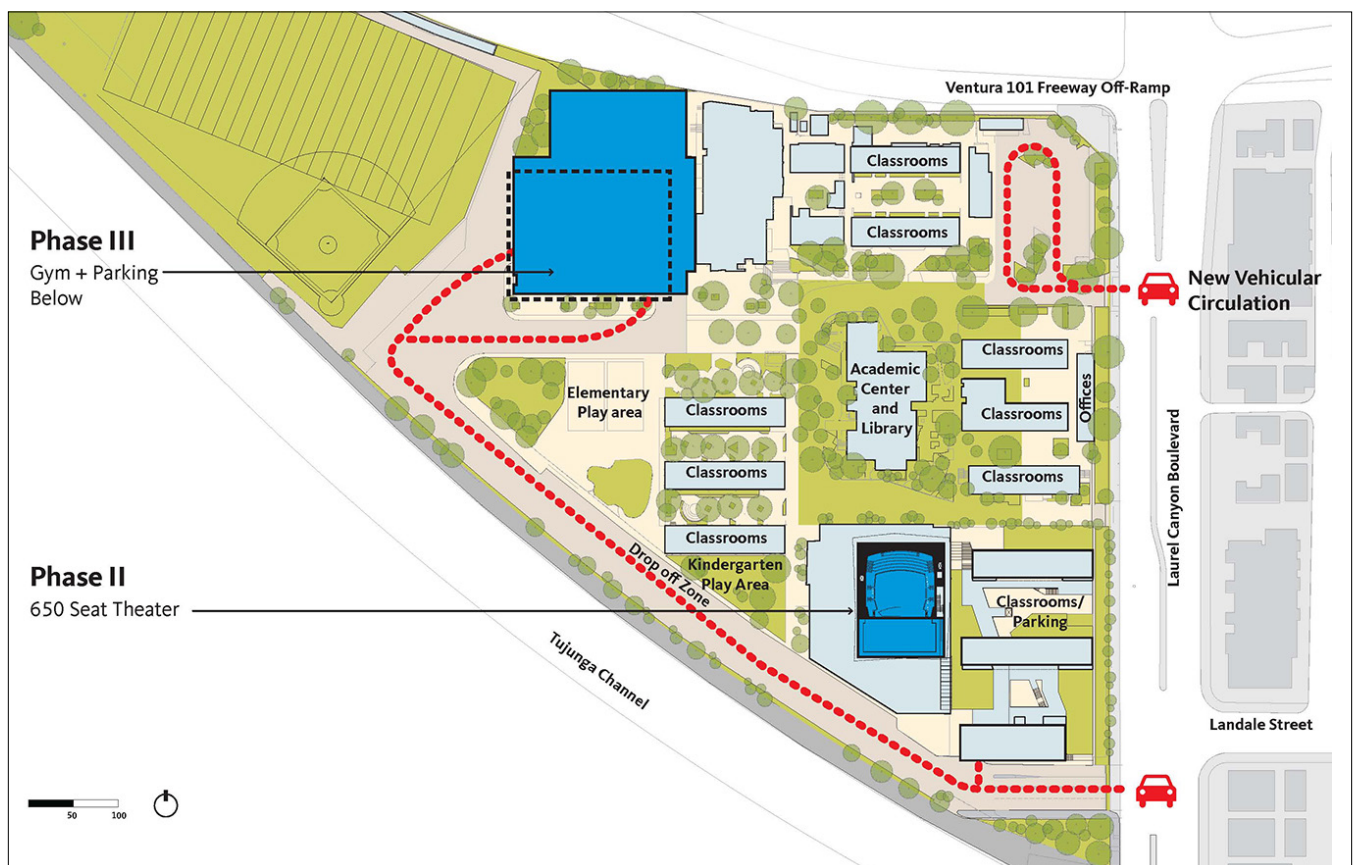 Ventura 101 Freeway Off-Ramp
Classrooms
Classrooms
Phase III
Gym + Parking
Below
New Vehicular
Circulation
Classrooms
Academic
Center
and
Library
Offices
Elementary
Play area
Classrooms
Classrooms
Classrooms
Classrooms
Classrooms
Laurel Canyon Boulevard
Drop off Zone
Kindergarten
Play Area
Phase II
650 Seat Theater
Classrooms/
Parking
Tujunga Channel
Landale Street
50
100